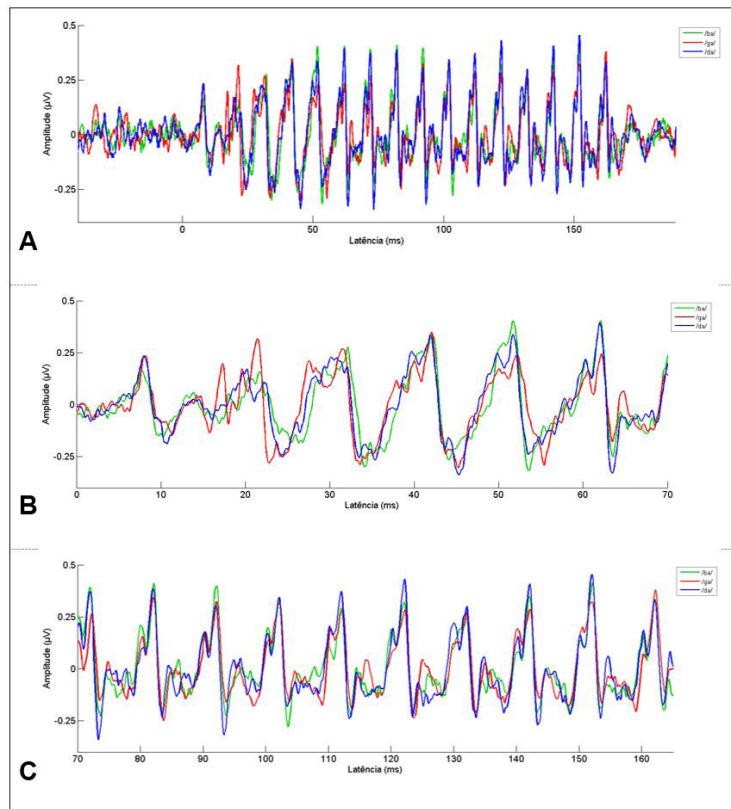 0.5
0.25
0
-0.25
Amplitude (µV)
/ba/
/ga/
/da/
0 50 100 150
Latência (ms)
A
0.5
0.25
0
-0.25
Amplitude (µV)
/ba/
/ga/
/da/
0 10 20 30 40 50 60 70
Latência (ms)
B
0.5
0.25
0
-0.25
Amplitude (µV)
/ba/
/ga/
/da/
70 80 90 100 110 120 130 140 150 160
Latência (ms)
C